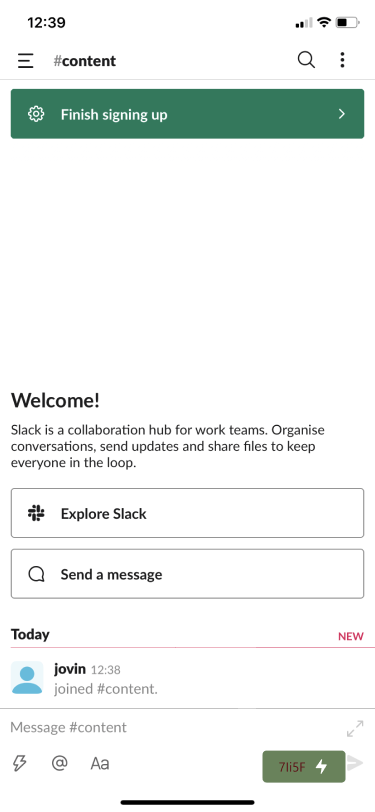 12:39
#content
Finish signing up
Welcome!
Slack is a collaboration hub for work teams. Organise
conversations, send updates and share files to keep
everyone in the loop.
Explore Slack
Send a message
Today NEW
jovin 12:38
joined #content.
Message #content
@ Aa 7li5F